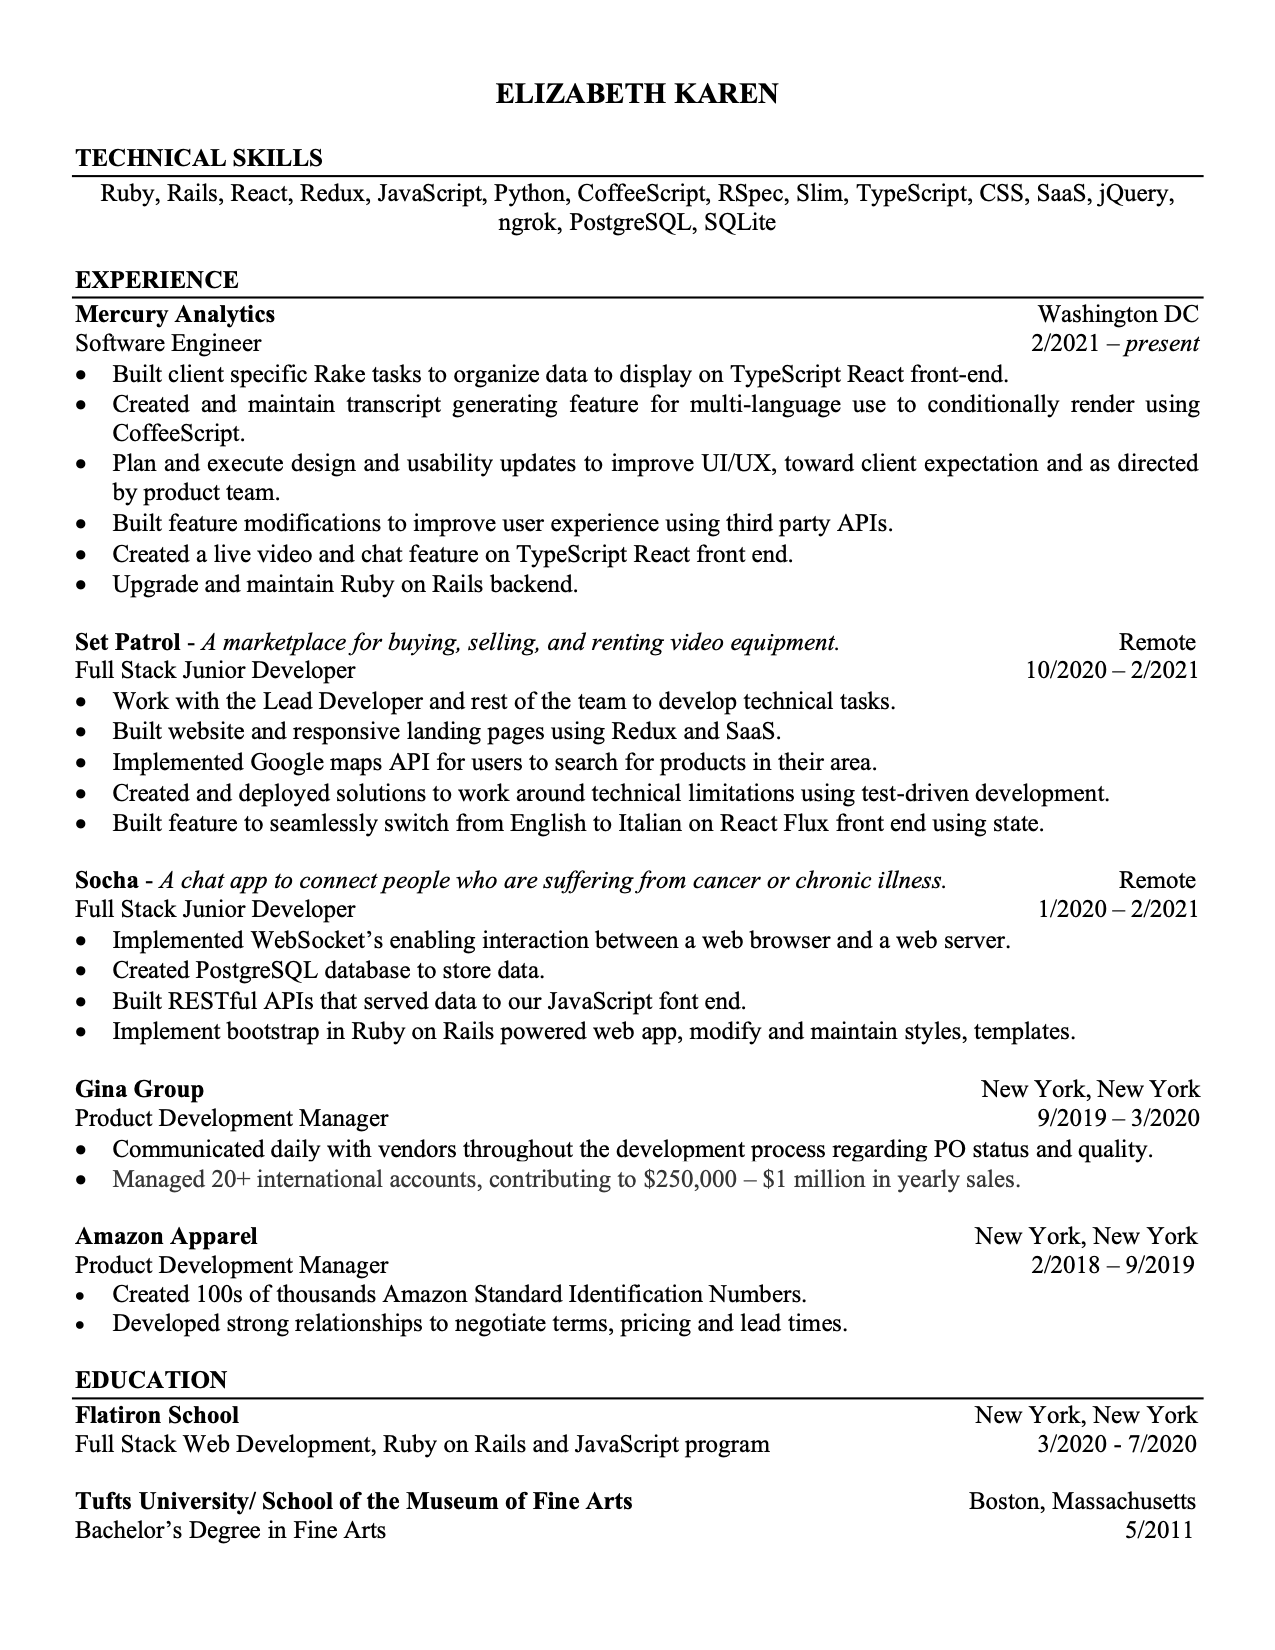 ELIZABETH KAREN
TECHNICAL SKILLS
Ruby, Rails, React, Redux, JavaScript, Python, CoffeeScript, RSpec, Slim, TypeScript, CSS, SaaS, jQuery,
ngrok, PostgreSQL, SQLite
EXPERIENCE
Mercury Analytics Washington DC
Software Engineer 2/2021 – present
• Built client specific Rake tasks to organize data to display on TypeScript React front-end.
• Created and maintain transcript generating feature for multi-language use to conditionally render using
CoffeeScript.
• Plan and execute design and usability updates to improve UI/UX, toward client expectation and as directed
by product team.
• Built feature modifications to improve user experience using third party APIs.
• Created a live video and chat feature on TypeScript React front end.
• Upgrade and maintain Ruby on Rails backend.
Set Patrol - A marketplace for buying, selling, and renting video equipment. Remote
Full Stack Junior Developer 10/2020 – 2/2021
• Work with the Lead Developer and rest of the team to develop technical tasks.
• Built website and responsive landing pages using Redux and SaaS.
• Implemented Google maps API for users to search for products in their area.
• Created and deployed solutions to work around technical limitations using test-driven development.
• Built feature to seamlessly switch from English to Italian on React Flux front end using state.
Socha - A chat app to connect people who are suffering from cancer or chronic illness. Remote
Full Stack Junior Developer 1/2020 – 2/2021
• Implemented WebSocket’s enabling interaction between a web browser and a web server.
• Created PostgreSQL database to store data.
• Built RESTful APIs that served data to our JavaScript font end.
• Implement bootstrap in Ruby on Rails powered web app, modify and maintain styles, templates.
Gina Group New York, New York
Product Development Manager 9/2019 – 3/2020
• Communicated daily with vendors throughout the development process regarding PO status and quality.
• Managed 20+ international accounts, contributing to $250,000 – $1 million in yearly sales.
Amazon Apparel New York, New York
Product Development Manager 2/2018 – 9/2019
• Created 100s of thousands Amazon Standard Identification Numbers.
• Developed strong relationships to negotiate terms, pricing and lead times.
EDUCATION
Flatiron School New York, New York
Full Stack Web Development, Ruby on Rails and JavaScript program 3/2020 - 7/2020
Tufts University/ School of the Museum of Fine Arts Boston, Massachusetts
Bachelor’s Degree in Fine Arts 5/2011